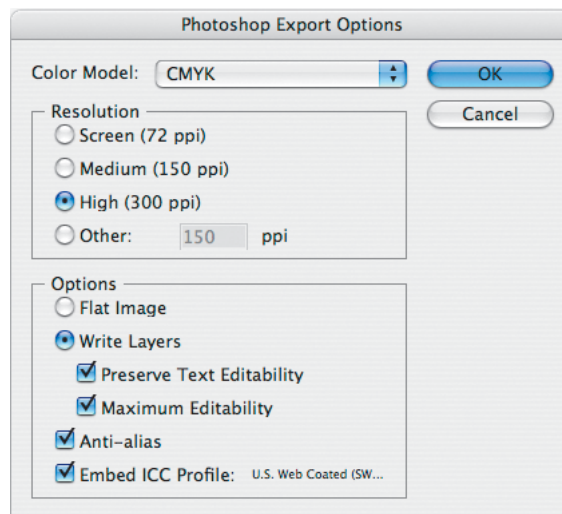 Photoshop Export Options
Color Model: CMYK
OK
Cancel
Resolution
Screen (72 ppi)
Medium (150 ppi)
High (300 ppi)
Other: 150 ppi
Options
Flat Image
Write Layers
Preserve Text Editability
Maximum Editability
Anti-alias
Embed ICC Profile: U.S. Web Coated (SW...